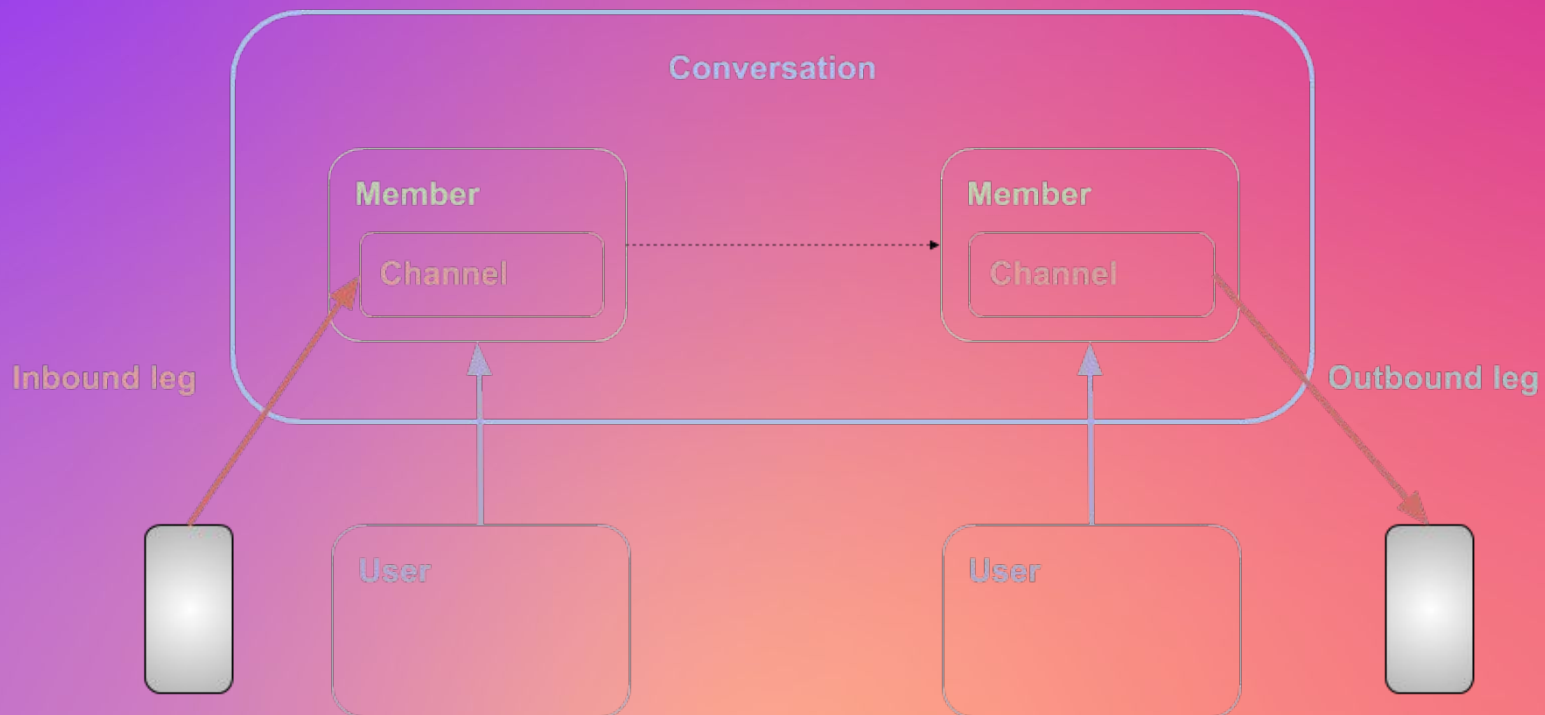 Conversation
Member
Member
Channel
Channel
Inbound leg
Outbound leg
User
User